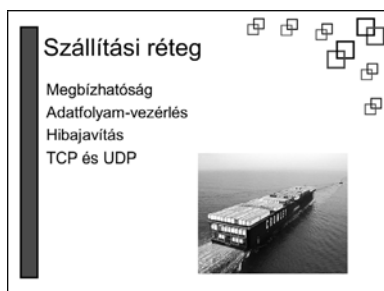 Szállítási réteg
Megbízhatóság
Adatfolyam-vezérlés
Hibajavítás
TCP és UDP